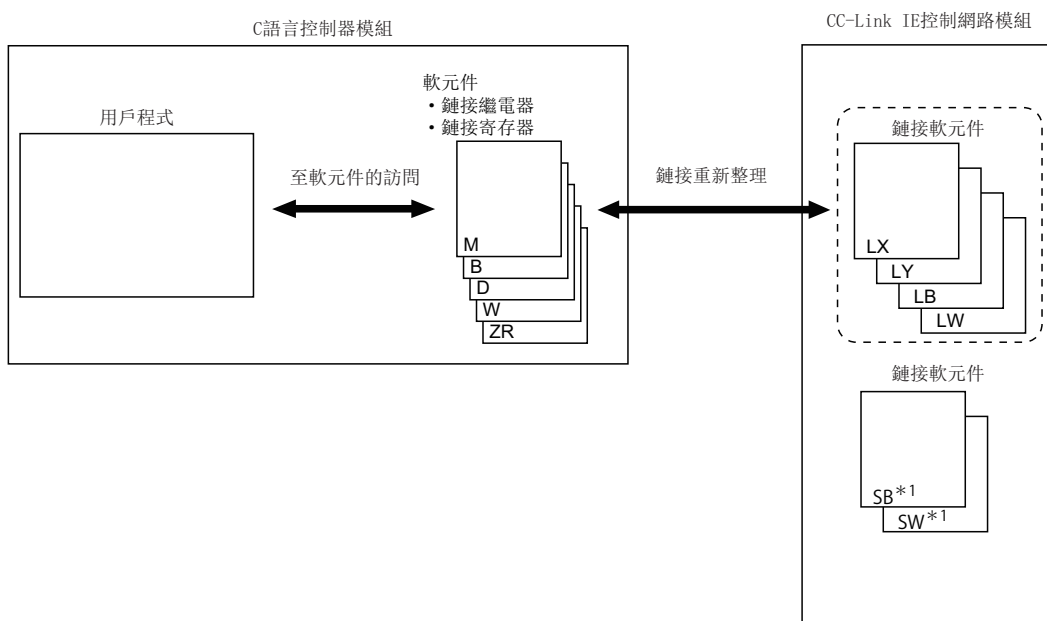 C語言控制器模組
CC-Link IE控制網路模組
用戶程式
軟元件
・鏈接繼電器
・鏈接寄存器
至軟元件的訪問
鏈接重新整理
M
B
D
W
ZR
鏈接軟元件
LX
LY
LB
LW
鏈接軟元件
SB*1
SW*1